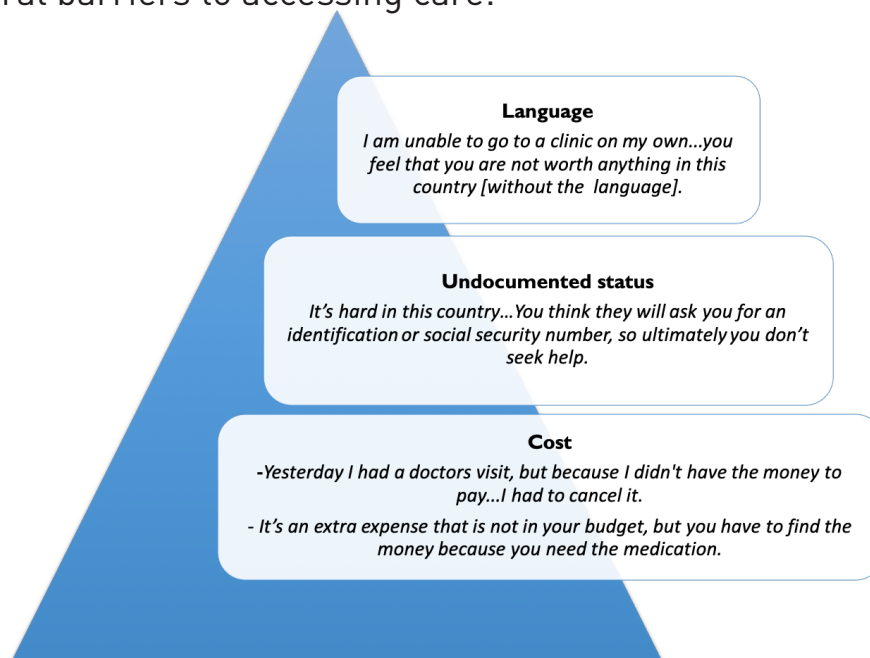 barriers to accessing care.
Language
I am unable to go to a clinic on my own...you
feel that you are not worth anything in this
country [without the language].
Undocumented status
It’s hard in this country...You think they will ask you for an
identification or social security number, so ultimately you don’t
seek help.
Cost
-Yesterday I had a doctors visit, but because I didn't have the money to
pay...I had to cancel it.
- It’s an extra expense that is not in your budget, but you have to find the
money because you need the medication.